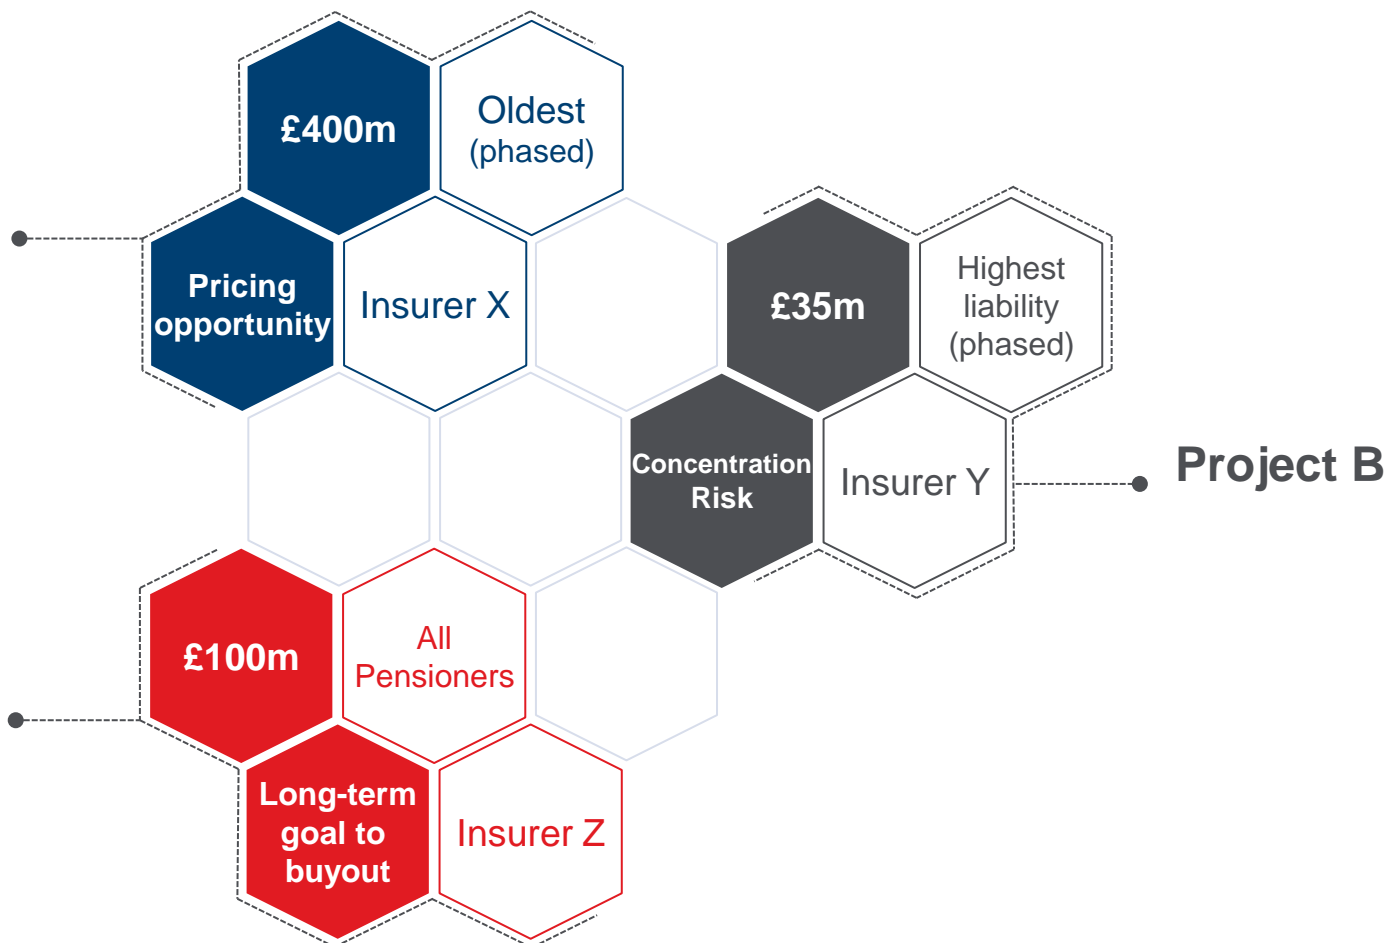 £400m
Oldest
(phased)
Pricing
opportunity
Insurer X
£35m
Highest
liability
(phased)
Concentration
Risk
Insurer Y
Project B
£100m
All
Pensioners
Long-term
goal to
buyout
Insurer Z